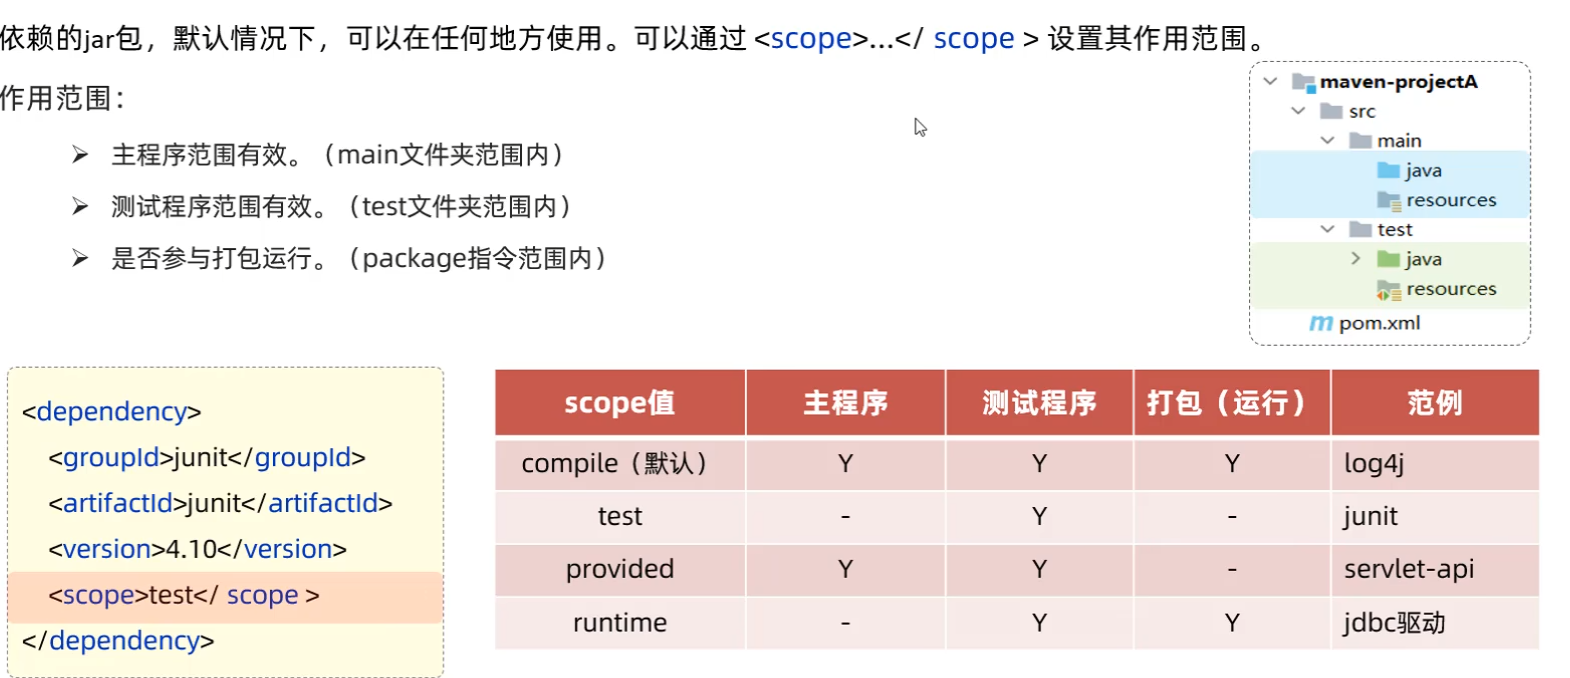 依赖的jar包，默认情况下，可以在任何地方使用。可以通过 <scope>...</ scope > 设置其作用范围。
作用范围：
主程序范围有效。（main文件夹范围内）
测试程序范围有效。（test文件夹范围内）
是否参与打包运行。（package指令范围内）
maven-projectA
src
main
java
resources
test
java
resources
pom.xml
<dependency>
<groupId>junit</groupId>
<artifactId>junit</artifactId>
<version>4.10</version>
<scope>test</ scope >
</dependency>
scope值 主程序 测试程序 打包（运行） 范例
compile（默认） Y Y Y log4j
test - Y - junit
provided Y Y - servlet-api
runtime - Y Y jdbc驱动